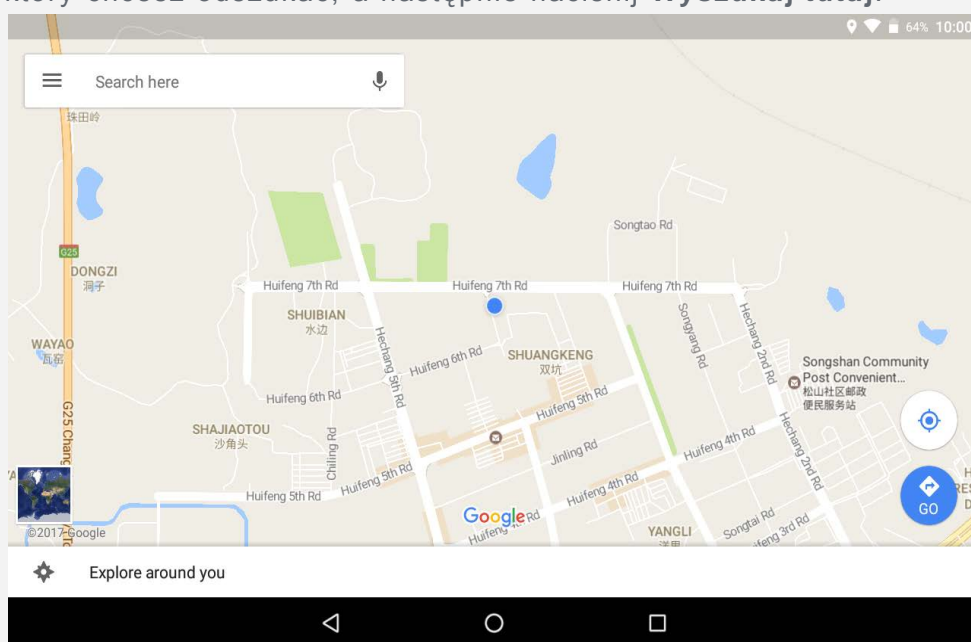 64% 10:00
Search here
珠田岭
Songtao Rd
G25
DONGZI
洞子
Huifeng 7th Rd
Huifeng 7th Rd
Huifeng 7th Rd
SHUIBIAN
水边
Hechang 5th Rd
Huifeng 6th Rd
SHUANGKENG
双坑
Songyang Rd
Hechang 2nd Rd
WAYAO
瓦窑
Songshan Community
Post Convenient...
松山社区邮政
便民服务站
Huifeng 6th Rd
Huifeng 5th Rd
SHAJIAOTOU
沙角头
Chiling Rd
Jinling Rd
Huifeng 4th Rd
Hechang 2nd Rd
Huifeng 5th Rd
Huifeng 5th Rd
Huifeng 4th Rd
GO
Google
YANGLI
Songtai Rd
©2017 Google
Explore around you